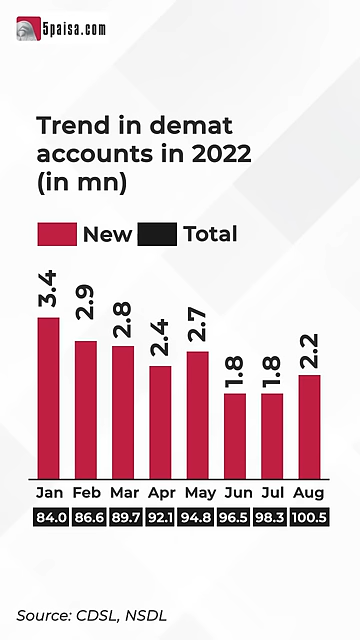 5paisa.com
Trend in demat
accounts in 2022
(in mn)
New Total
3.4 2.9 2.8 2.4 2.7 1.8 1.8 2.2
Jan Feb Mar Apr May Jun Jul Aug
84.0 86.6 89.7 92.1 94.8 96.5 98.3 100.5
Source: CDSL, NSDL